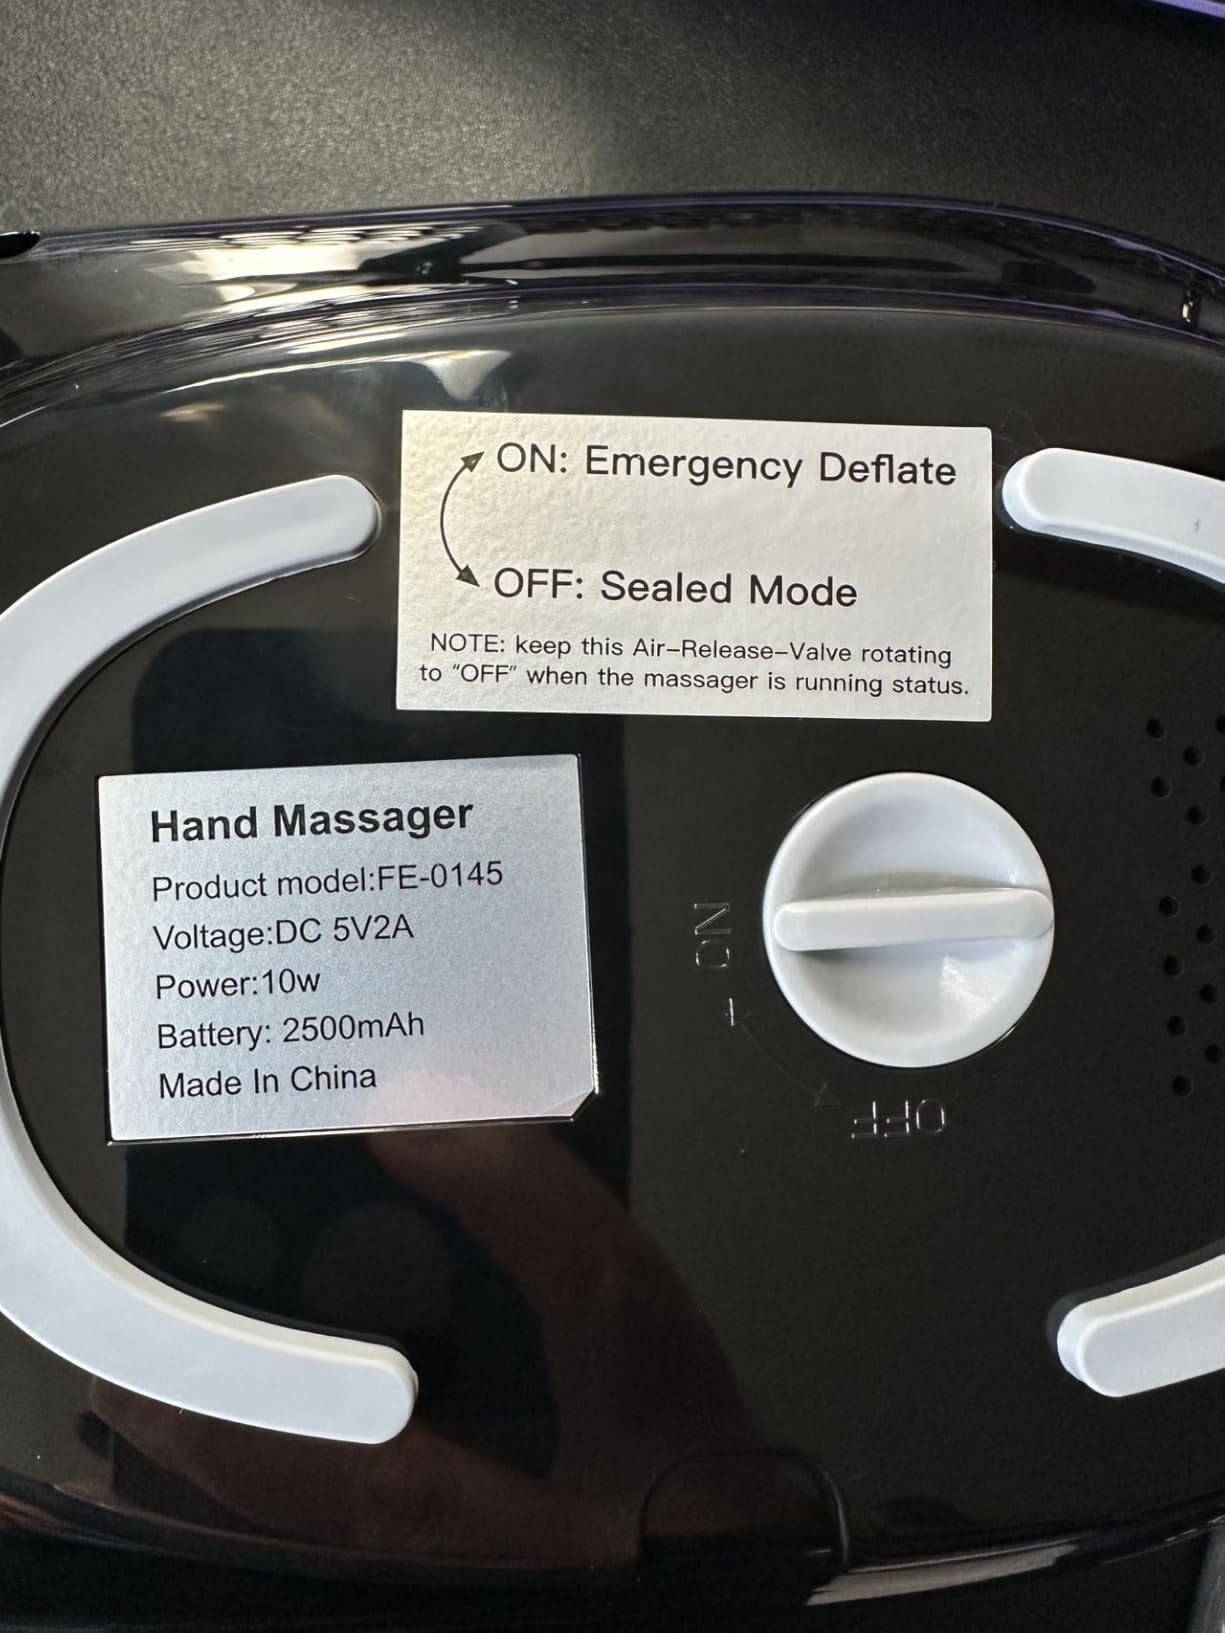 ON: Emergency Deflate
OFF: Sealed Mode
NOTE: keep this Air-Release-Valve rotating
to "OFF" when the massager is running status.
Hand Massager
Product model:FE-0145
Voltage:DC 5V2A
Power:10w
Battery: 2500mAh
Made In China
ON
OFF